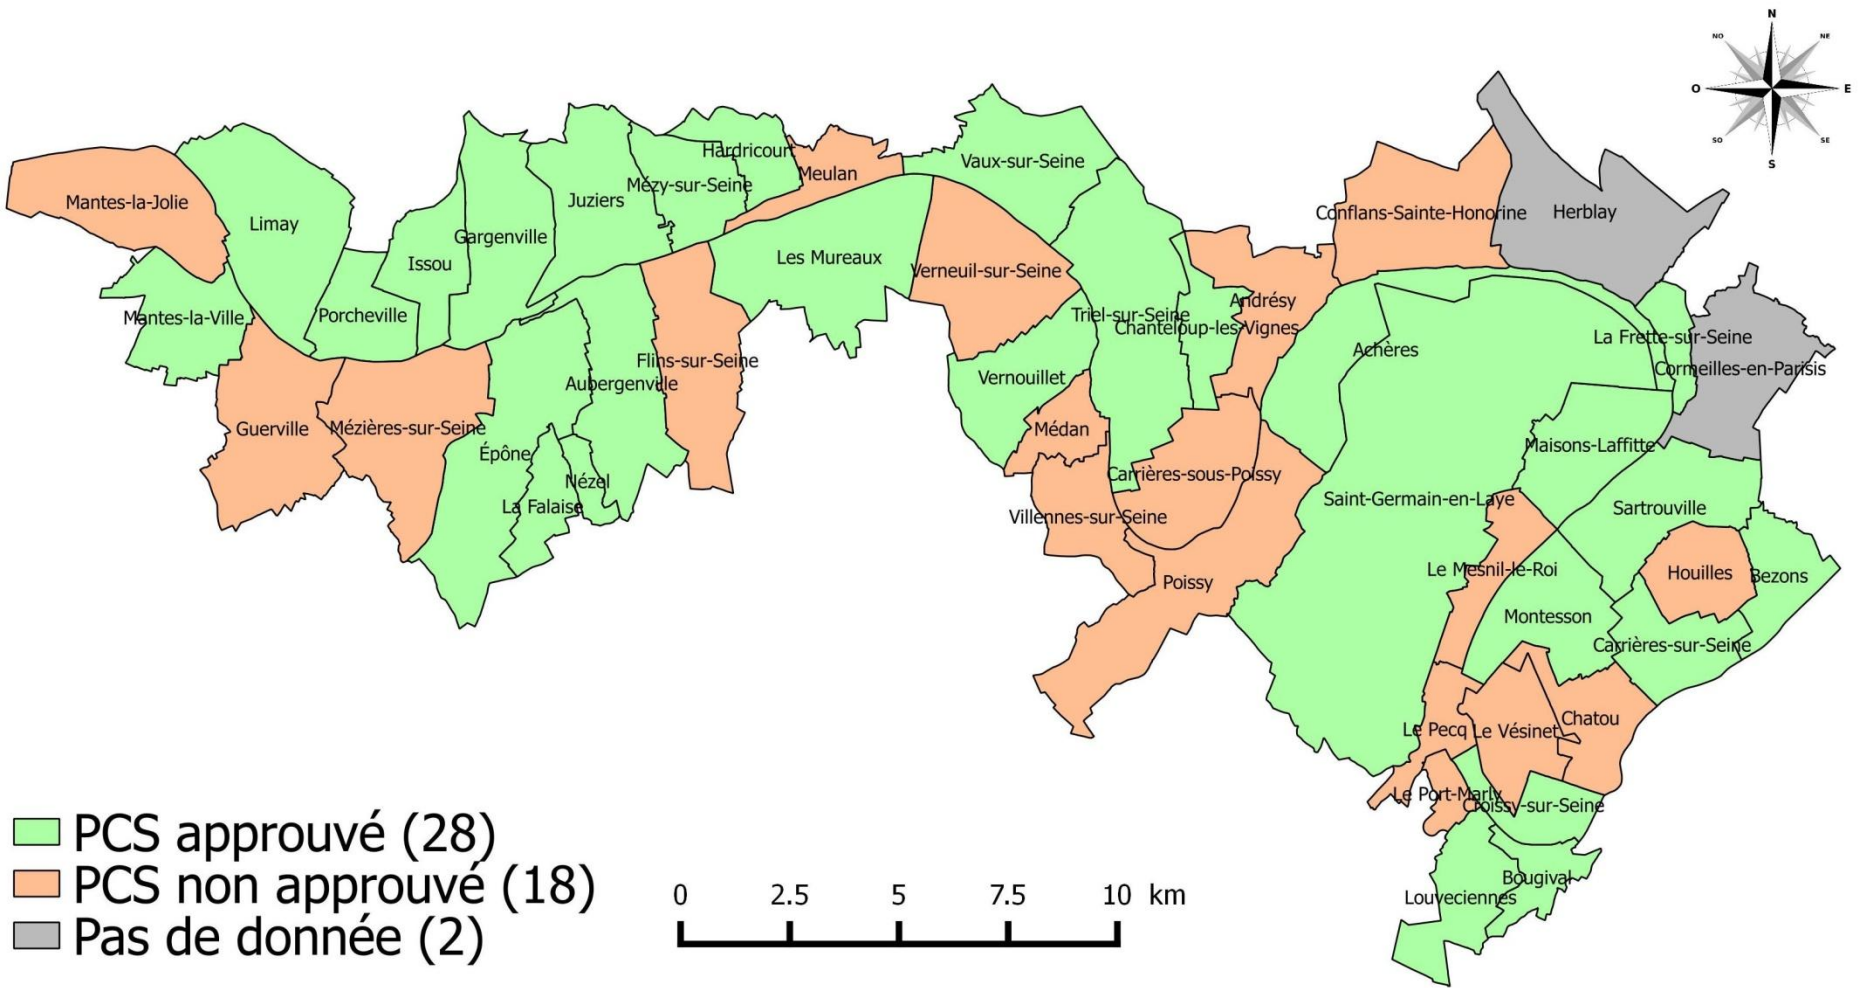 N
NO
NE
O
E
SO
SE
S
Hardricourt
Vaux-sur-Seine
Meulan
Mézy-sur-Seine
Mantes-la-Jolie
Juziers
Limay
Conflans-Sainte-Honorine
Herblay
Gargenville
Issou
Les Mureaux
Verneuil-sur-Seine
Andrésy
Mantes-la-Ville
Porcheville
Triel-sur-Seine
Chanteloup-les-Vignes
La Frette-sur-Seine
Achères
Flins-sur-Seine
Cormeilles-en-Parisis
Vernouillet
Aubergenville
Guerville
Mézières-sur-Seine
Médan
Maisons-Laffitte
Épône
Carrières-sous-Poissy
Nézel
Saint-Germain-en-Laye
La Falaise
Sartrouville
Villennes-sur-Seine
Le Mesnil-le-Roi
Houilles
Bezons
Poissy
Montesson
Carrières-sur-Seine
Chatou
Le Pecq
Le Vésinet
Le Port-Marly
Croissy-sur-Seine
Bougival
Louveciennes
PCS approuvé (28)
PCS non approuvé (18)
Pas de donnée (2)
0 2.5 5 7.5 10 km